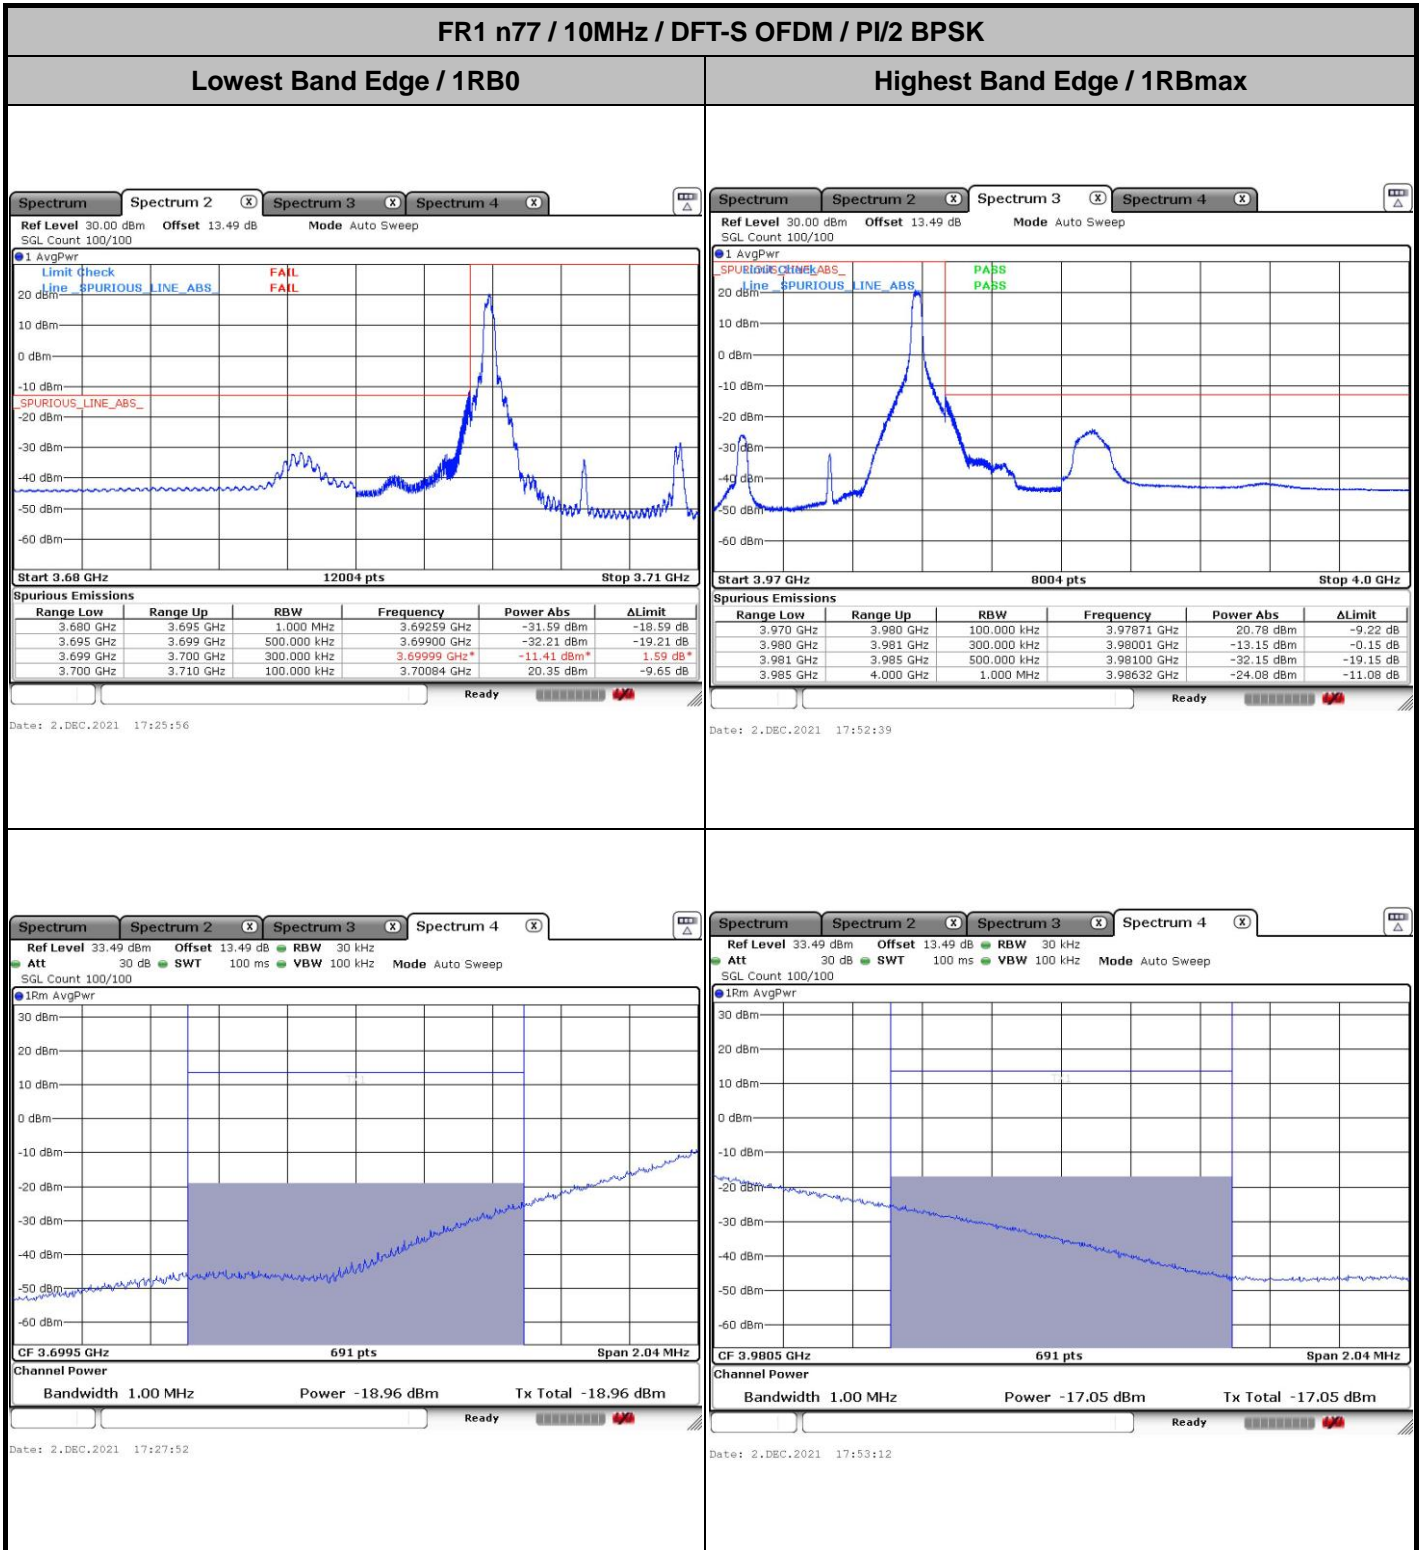 FR1 n77 / 10MHz / DFT-S OFDM / PI/2 BPSK
Lowest Band Edge / 1RB0
Highest Band Edge / 1RBmax
Spectrum Spectrum 2 Spectrum 3 Spectrum 4
Ref Level 30.00 dBm Offset 13.49 dB Mode Auto Sweep
SGL Count 100/100
1 AvgPwr
Limit Check FAIL
Line _SPURIOUS_LINE_ABS_ FAIL
20 dBm
10 dBm
0 dBm
-10 dBm
_SPURIOUS_LINE_ABS_
-20 dBm
-30 dBm
-40 dBm
-50 dBm
-60 dBm
Start 3.68 GHz 12004 pts Stop 3.71 GHz
Spurious Emissions
Range Low Range Up RBW Frequency Power Abs ΔLimit
3.680 GHz 3.695 GHz 1.000 MHz 3.69259 GHz -31.59 dBm -18.59 dB
3.695 GHz 3.699 GHz 500.000 kHz 3.69900 GHz -32.21 dBm -19.21 dB
3.699 GHz 3.700 GHz 300.000 kHz 3.69999 GHz* -11.41 dBm* 1.59 dB*
3.700 GHz 3.710 GHz 100.000 kHz 3.70084 GHz 20.35 dBm -9.65 dB
Ready
Date: 2.DEC.2021 17:25:56
Spectrum Spectrum 2 Spectrum 3 Spectrum 4
Ref Level 30.00 dBm Offset 13.49 dB Mode Auto Sweep
SGL Count 100/100
1 AvgPwr
_SPURIOUS_LINE_ABS_
Limit Check PASS
Line _SPURIOUS_LINE_ABS_ PASS
20 dBm
10 dBm
0 dBm
-10 dBm
-20 dBm
-30 dBm
-40 dBm
-50 dBm
-60 dBm
Start 3.97 GHz 8004 pts Stop 4.0 GHz
Spurious Emissions
Range Low Range Up RBW Frequency Power Abs ΔLimit
3.970 GHz 3.980 GHz 100.000 kHz 3.97871 GHz 20.78 dBm -9.22 dB
3.980 GHz 3.981 GHz 300.000 kHz 3.98001 GHz -13.15 dBm -0.15 dB
3.981 GHz 3.985 GHz 500.000 kHz 3.98100 GHz -32.15 dBm -19.15 dB
3.985 GHz 4.000 GHz 1.000 MHz 3.98632 GHz -24.08 dBm -11.08 dB
Ready
Date: 2.DEC.2021 17:52:39
Spectrum Spectrum 2 Spectrum 3 Spectrum 4
Ref Level 33.49 dBm Offset 13.49 dB RBW 30 kHz
Att 30 dB SWT 100 ms VBW 100 kHz Mode Auto Sweep
SGL Count 100/100
1Rm AvgPwr
30 dBm
20 dBm
10 dBm
TX1
0 dBm
-10 dBm
-20 dBm
-30 dBm
-40 dBm
-50 dBm
-60 dBm
CF 3.6995 GHz 691 pts Span 2.04 MHz
Channel Power
Bandwidth 1.00 MHz Power -18.96 dBm Tx Total -18.96 dBm
Ready
Date: 2.DEC.2021 17:27:52
Spectrum Spectrum 2 Spectrum 3 Spectrum 4
Ref Level 33.49 dBm Offset 13.49 dB RBW 30 kHz
Att 30 dB SWT 100 ms VBW 100 kHz Mode Auto Sweep
SGL Count 100/100
1Rm AvgPwr
30 dBm
20 dBm
10 dBm
TX1
0 dBm
-10 dBm
-20 dBm
-30 dBm
-40 dBm
-50 dBm
-60 dBm
CF 3.9805 GHz 691 pts Span 2.04 MHz
Channel Power
Bandwidth 1.00 MHz Power -17.05 dBm Tx Total -17.05 dBm
Ready
Date: 2.DEC.2021 17:53:12